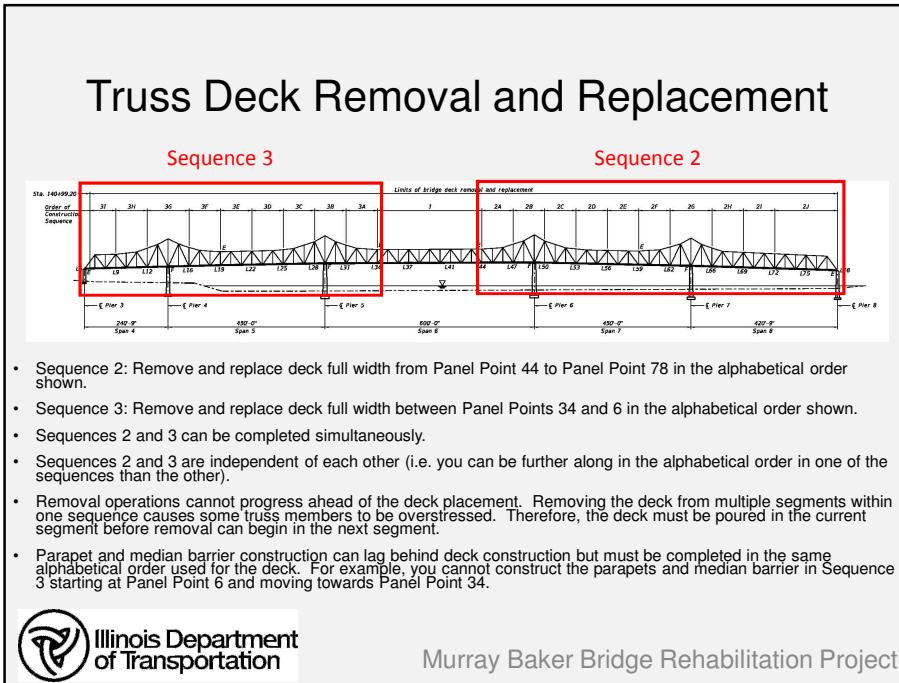 Truss Deck Removal and Replacement
Sequence 3 Sequence 2
Sta. 140+99.20
Limits of bridge deck removal and replacement
Order of Construction Sequence
3I 3H 3G 3F 3E 3D 3C 3B 3A 1 2A 2B 2C 2D 2E 2F 2G 2H 2I 2J
E E E
L9 L12 F L16 L19 L22 L25 L28 F L31 L34 L37 L41 44 L47 F L50 L53 L56 L59 L62 F L66 L69 L72 L75 E L78
℄ Pier 3 ℄ Pier 4 ℄ Pier 5 ℄ Pier 6 ℄ Pier 7 ℄ Pier 8
240'-9" 450'-0" 600'-0" 450'-0" 420'-9"
Span 4 Span 5 Span 6 Span 7 Span 8
• Sequence 2: Remove and replace deck full width from Panel Point 44 to Panel Point 78 in the alphabetical order
shown.
• Sequence 3: Remove and replace deck full width between Panel Points 34 and 6 in the alphabetical order shown.
• Sequences 2 and 3 can be completed simultaneously.
• Sequences 2 and 3 are independent of each other (i.e. you can be further along in the alphabetical order in one of the
sequences than the other).
• Removal operations cannot progress ahead of the deck placement. Removing the deck from multiple segments within
one sequence causes some truss members to be overstressed. Therefore, the deck must be poured in the current
segment before removal can begin in the next segment.
• Parapet and median barrier construction can lag behind deck construction but must be completed in the same
alphabetical order used for the deck. For example, you cannot construct the parapets and median barrier in Sequence
3 starting at Panel Point 6 and moving towards Panel Point 34.
Illinois Department
of Transportation
Murray Baker Bridge Rehabilitation Project